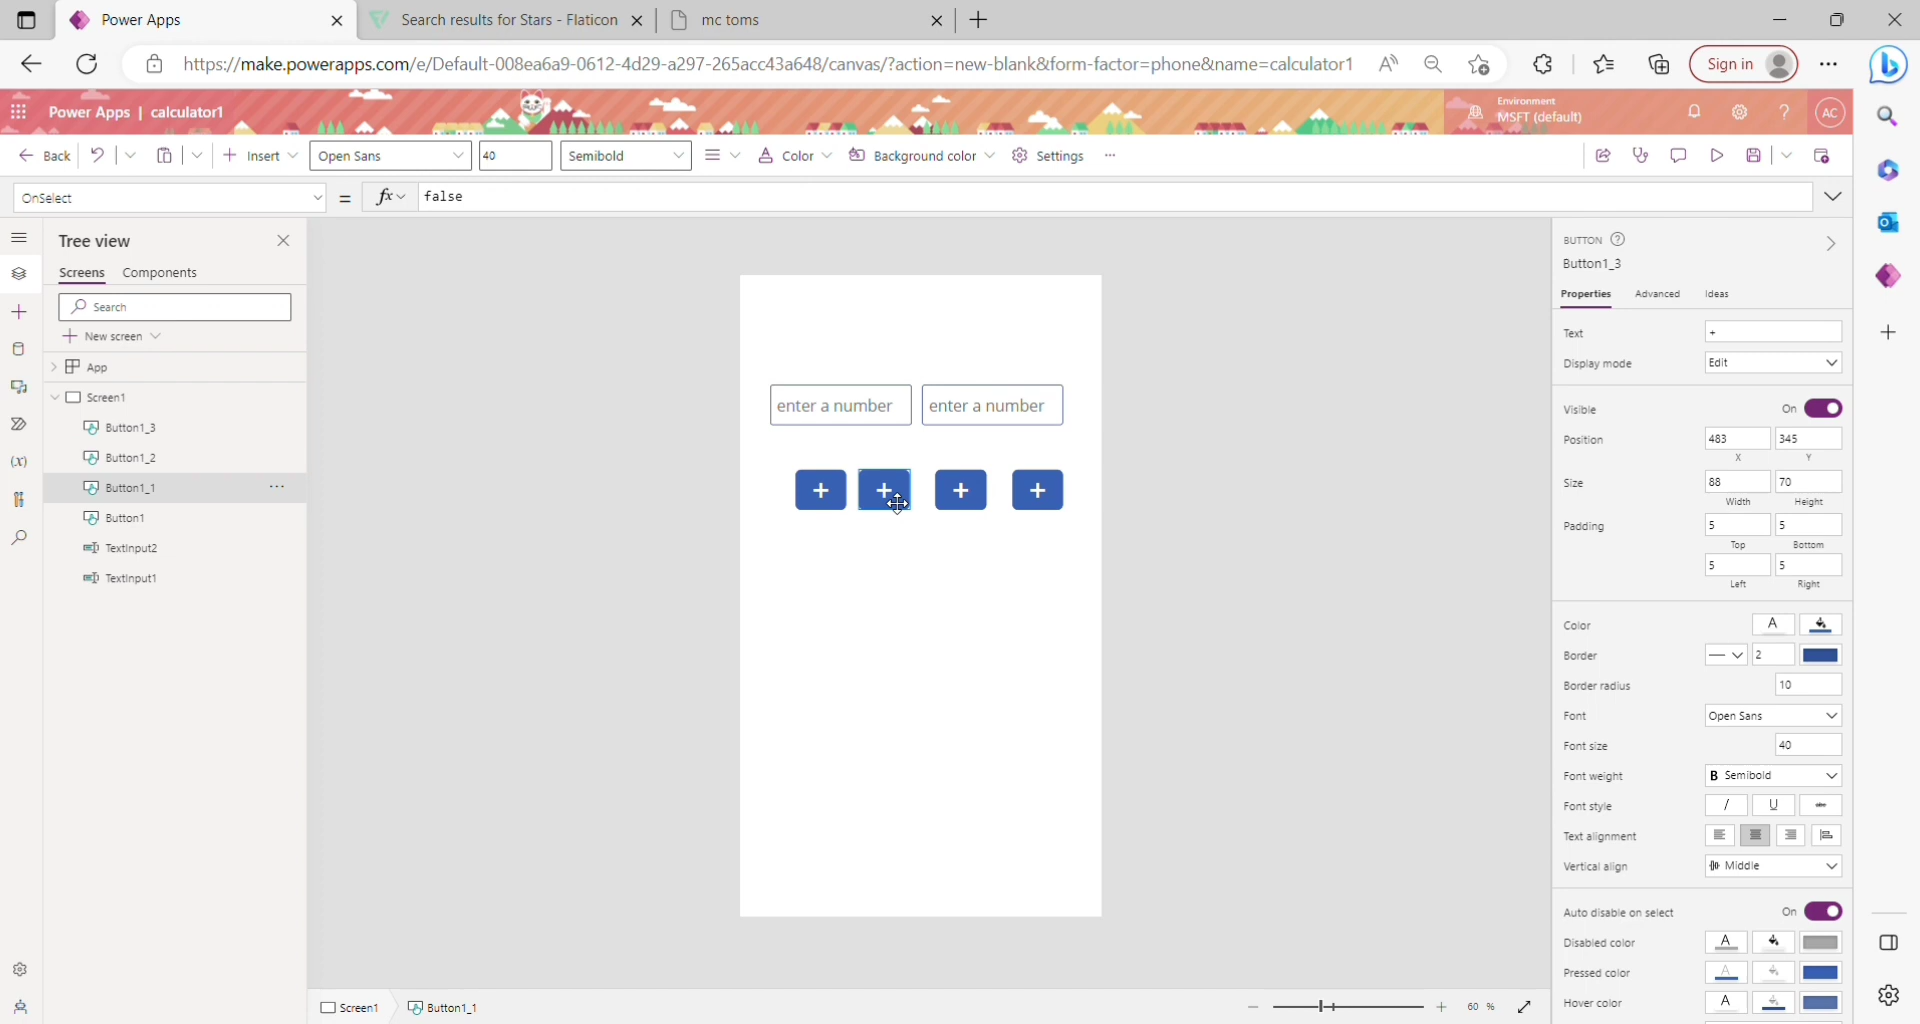 Power Apps
Search results for Stars - Flaticon
mc toms
https://make.powerapps.com/e/Default-008ea6a9-0612-4d29-a297-265acc43a648/canvas/?action=new-blank&form-factor=phone&name=calculator1
Sign in
Power Apps | calculator1
Environment
MSFT (default)
AC
Back
Insert
Open Sans
40
Semibold
Color
Background color
Settings
OnSelect
=
fx
false
Tree view
Screens
Components
Search
New screen
App
Screen1
Button1_3
Button1_2
Button1_1
Button1
TextInput2
TextInput1
enter a number
enter a number
+
+
+
+
BUTTON
Button1_3
Properties
Advanced
Ideas
Text
+
Display mode
Edit
Visible
On
Position
483
345
X
Y
Size
88
70
Width
Height
Padding
5
5
Top
Bottom
5
5
Left
Right
Color
A
Border
2
Border radius
10
Font
Open Sans
Font size
40
Font weight
B Semibold
Font style
/
U
abc
Text alignment
Vertical align
Middle
Auto disable on select
On
Disabled color
A
Pressed color
A
Hover color
A
Screen1
Button1_1
60 %